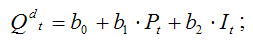 Q^d_t = b_0 + b_1 · P_t + b_2 · I_t ;